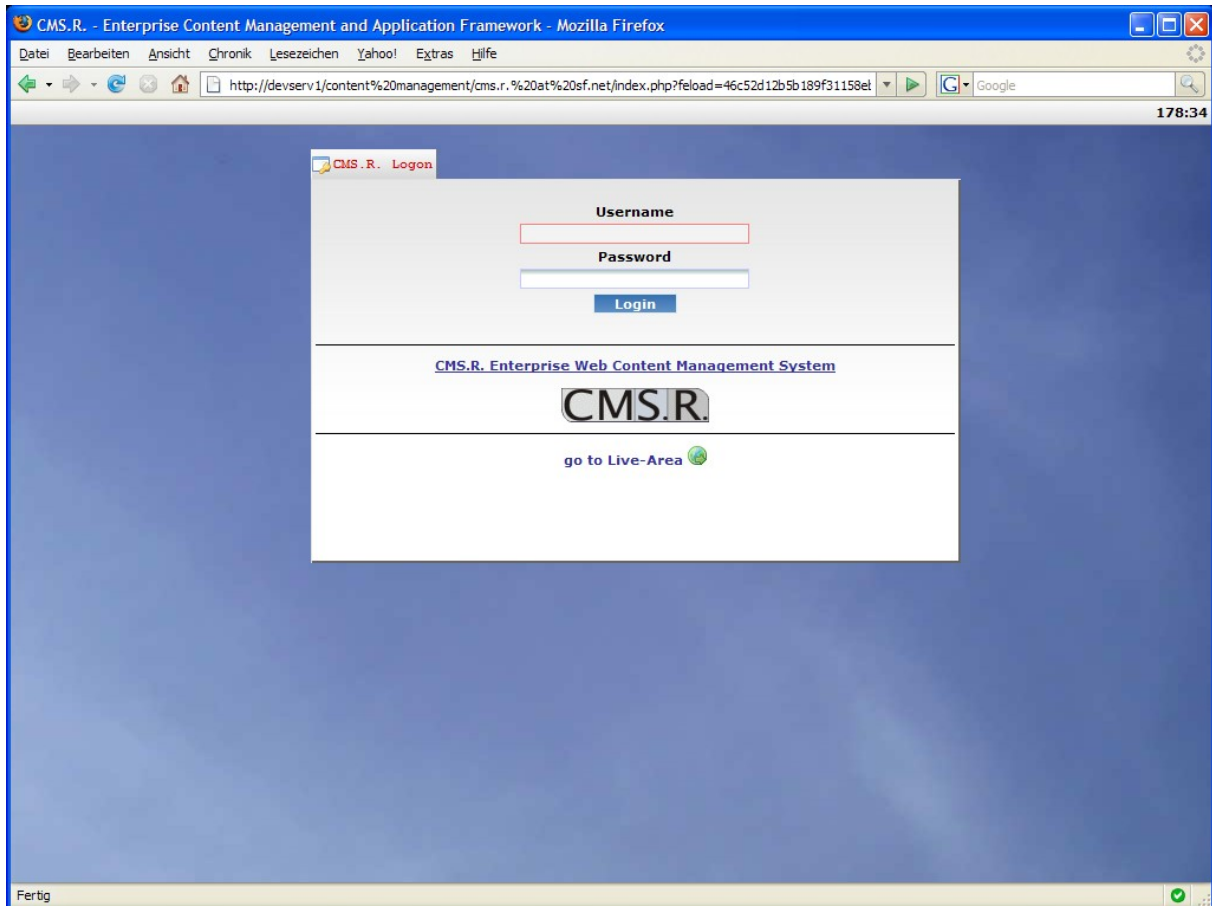 CMS.R. - Enterprise Content Management and Application Framework - Mozilla Firefox
Datei Bearbeiten Ansicht Chronik Lesezeichen Yahoo! Extras Hilfe
http://devserv1/content%20management/cms.r.%20at%20sf.net/index.php?feload=46c52d12b5b189f31158el G Google
178:34
CMS.R. Logon
Username
Password
Login
CMS.R. Enterprise Web Content Management System
CMS.R.
go to Live-Area
Fertig